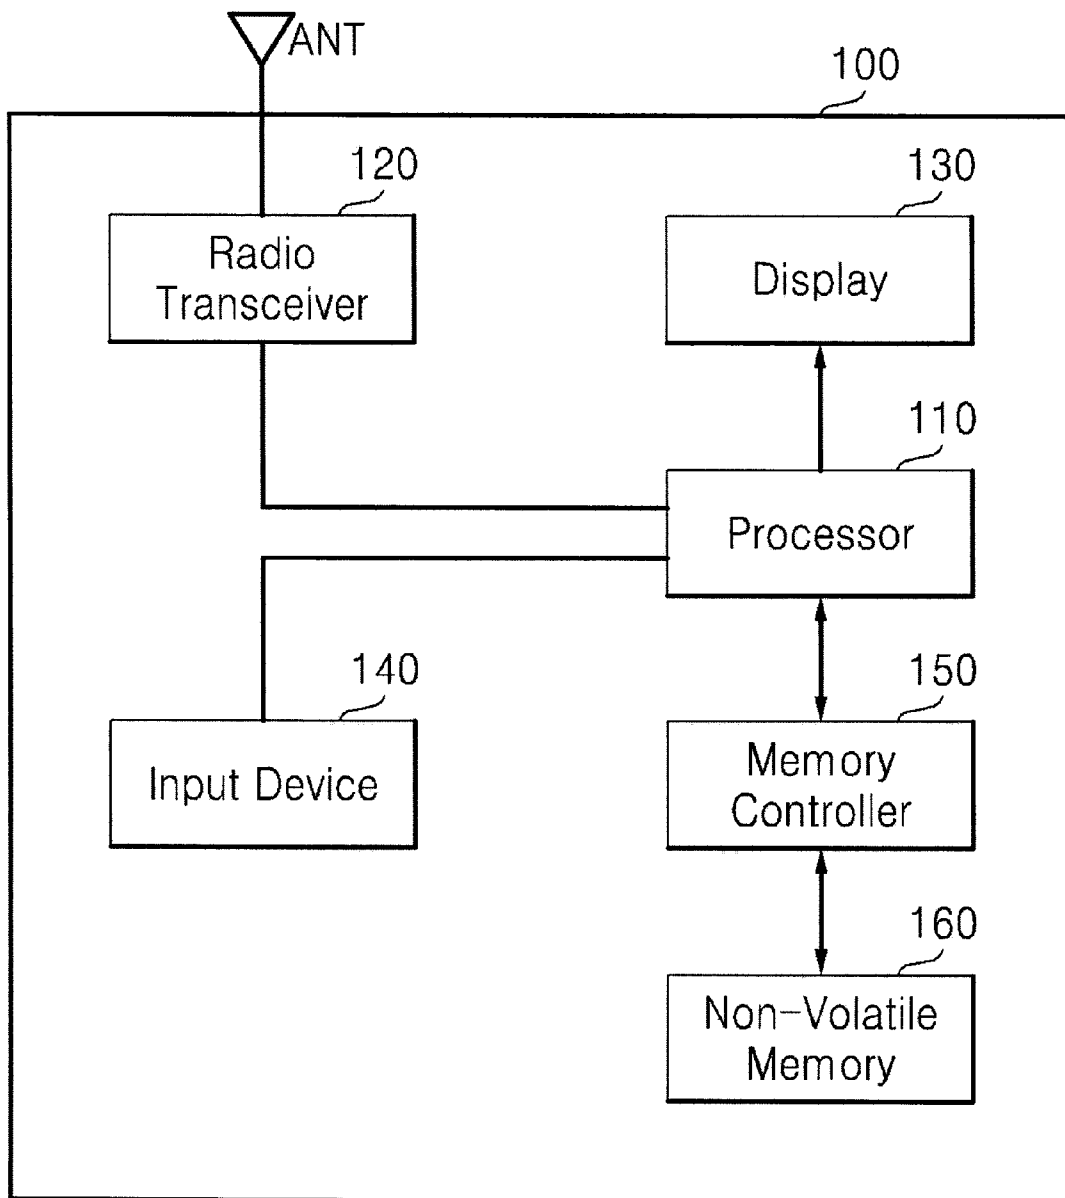 ANT
100
120
130
Radio
Transceiver
Display
110
Processor
140
150
Input Device
Memory
Controller
160
Non-Volatile
Memory